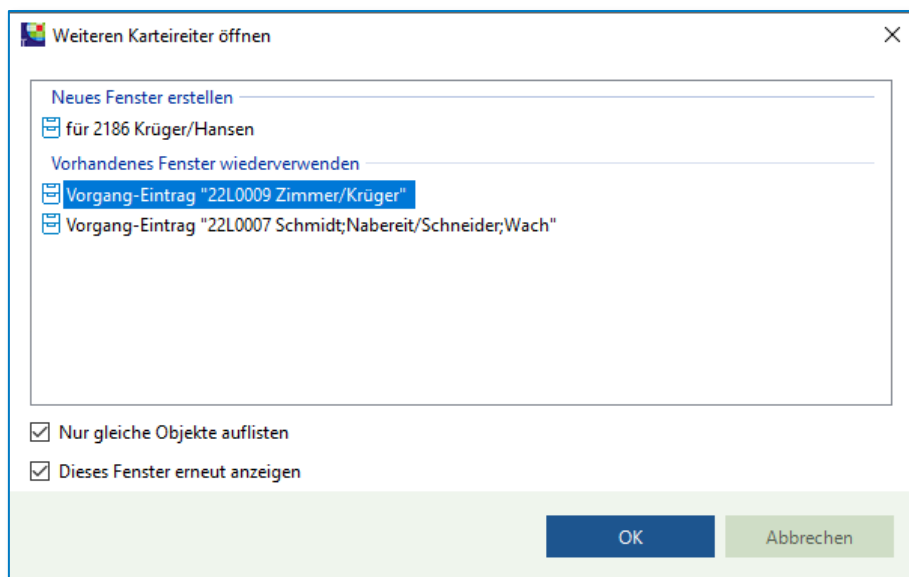 Weiteren Karteireiter öffnen
Neues Fenster erstellen
für 2186 Krüger/Hansen
Vorhandenes Fenster wiederverwenden
Vorgang-Eintrag "22L0009 Zimmer/Krüger"
Vorgang-Eintrag "22L0007 Schmidt;Nabereit/Schneider;Wach"
Nur gleiche Objekte auflisten
Dieses Fenster erneut anzeigen
OK
Abbrechen